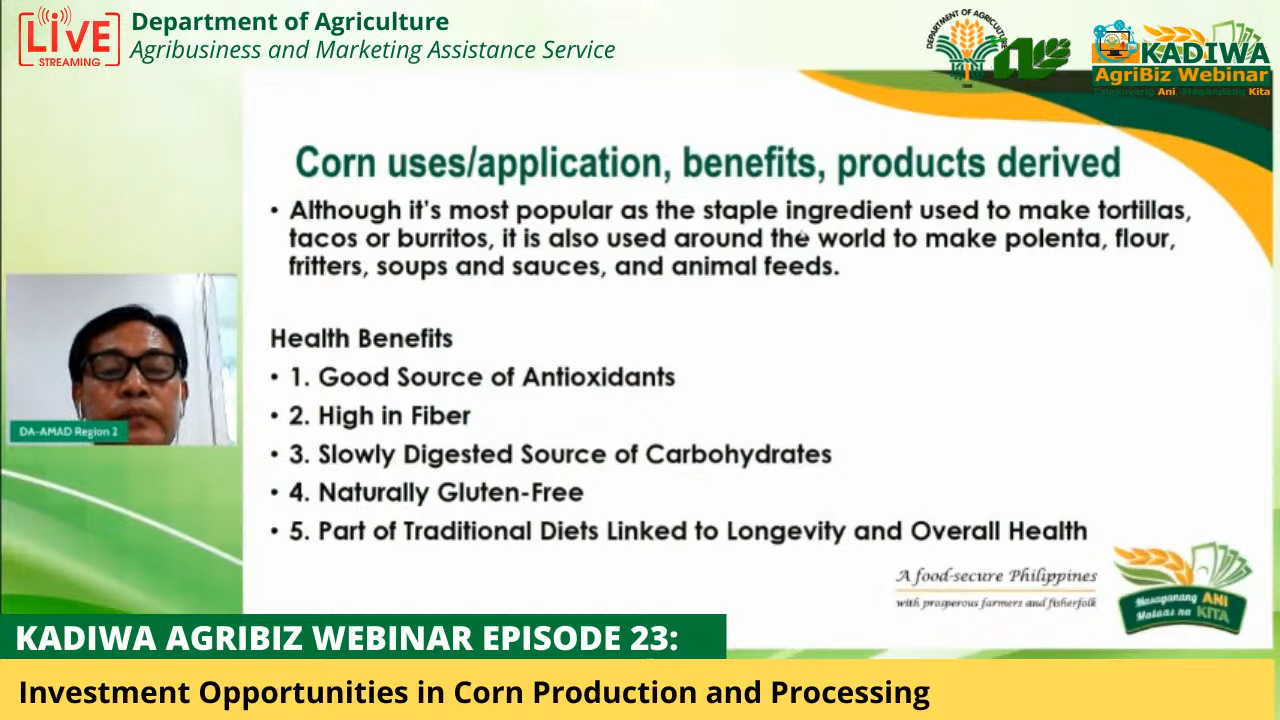 LIVE
STREAMING
Department of Agriculture
Agribusiness and Marketing Assistance Service
DEPARTMENT OF AGRICULTURE
KADIWA
AgriBiz Webinar
Ani, Kita
Corn uses/application, benefits, products derived
• Although it's most popular as the staple ingredient used to make tortillas,
tacos or burritos, it is also used around the world to make polenta, flour,
fritters, soups and sauces, and animal feeds.
Health Benefits
• 1. Good Source of Antioxidants
• 2. High in Fiber
• 3. Slowly Digested Source of Carbohydrates
• 4. Naturally Gluten-Free
• 5. Part of Traditional Diets Linked to Longevity and Overall Health
DA-AMAD Region 2
A food-secure Philippines
with prosperous farmers and fisherfolk
Masaganang ANI
Mataas na KITA
KADIWA AGRIBIZ WEBINAR EPISODE 23:
Investment Opportunities in Corn Production and Processing